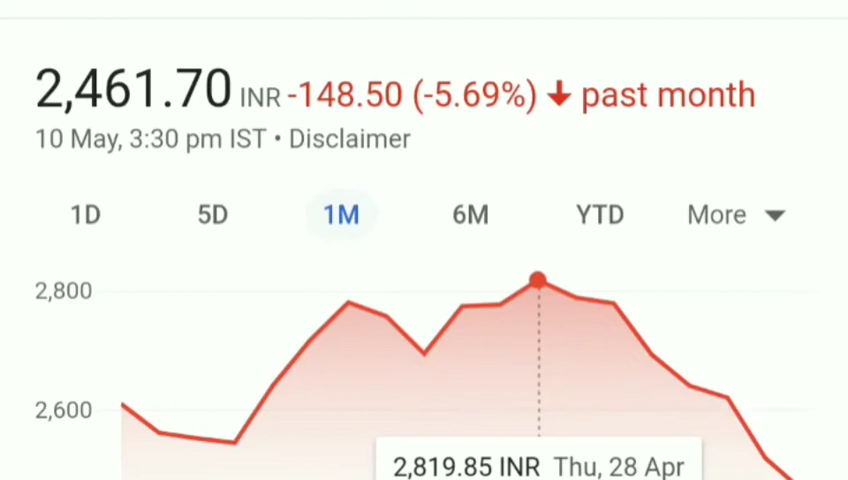 2,461.70 INR -148.50 (-5.69%) ↓ past month
10 May, 3:30 pm IST • Disclaimer
1D 5D 1M 6M YTD More
2,800
2,600
2,819.85 INR Thu, 28 Apr